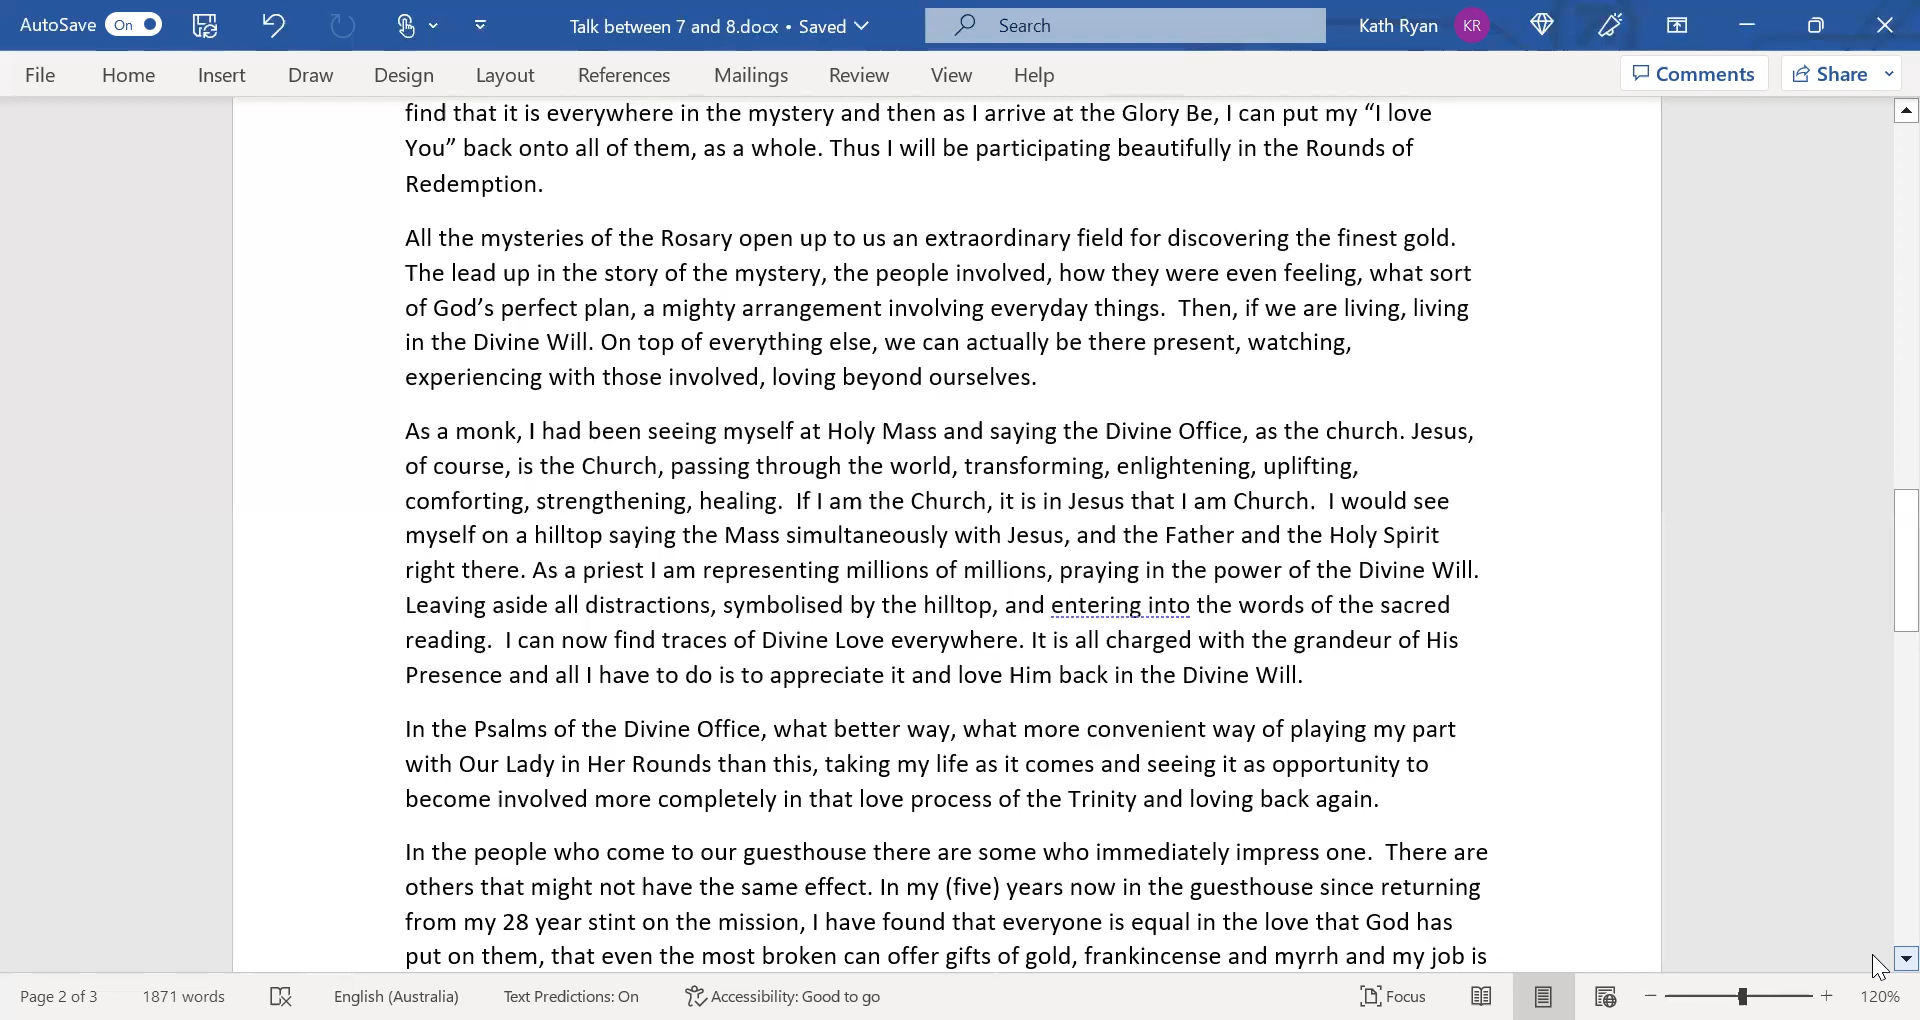 AutoSave On Talk between 7 and 8.docx • Saved Search Kath Ryan KR
File Home Insert Draw Design Layout References Mailings Review View Help Comments Share
find that it is everywhere in the mystery and then as I arrive at the Glory Be, I can put my “I love
You” back onto all of them, as a whole. Thus I will be participating beautifully in the Rounds of
Redemption.
All the mysteries of the Rosary open up to us an extraordinary field for discovering the finest gold.
The lead up in the story of the mystery, the people involved, how they were even feeling, what sort
of God’s perfect plan, a mighty arrangement involving everyday things.  Then, if we are living, living
in the Divine Will. On top of everything else, we can actually be there present, watching,
experiencing with those involved, loving beyond ourselves.
As a monk, I had been seeing myself at Holy Mass and saying the Divine Office, as the church. Jesus,
of course, is the Church, passing through the world, transforming, enlightening, uplifting,
comforting, strengthening, healing.  If I am the Church, it is in Jesus that I am Church.  I would see
myself on a hilltop saying the Mass simultaneously with Jesus, and the Father and the Holy Spirit
right there. As a priest I am representing millions of millions, praying in the power of the Divine Will.
Leaving aside all distractions, symbolised by the hilltop, and entering into the words of the sacred
reading.  I can now find traces of Divine Love everywhere. It is all charged with the grandeur of His
Presence and all I have to do is to appreciate it and love Him back in the Divine Will.
In the Psalms of the Divine Office, what better way, what more convenient way of playing my part
with Our Lady in Her Rounds than this, taking my life as it comes and seeing it as opportunity to
become involved more completely in that love process of the Trinity and loving back again.
In the people who come to our guesthouse there are some who immediately impress one.  There are
others that might not have the same effect. In my (five) years now in the guesthouse since returning
from my 28 year stint on the mission, I have found that everyone is equal in the love that God has
put on them, that even the most broken can offer gifts of gold, frankincense and myrrh and my job is
Page 2 of 3 1871 words English (Australia) Text Predictions: On Accessibility: Good to go Focus 120%